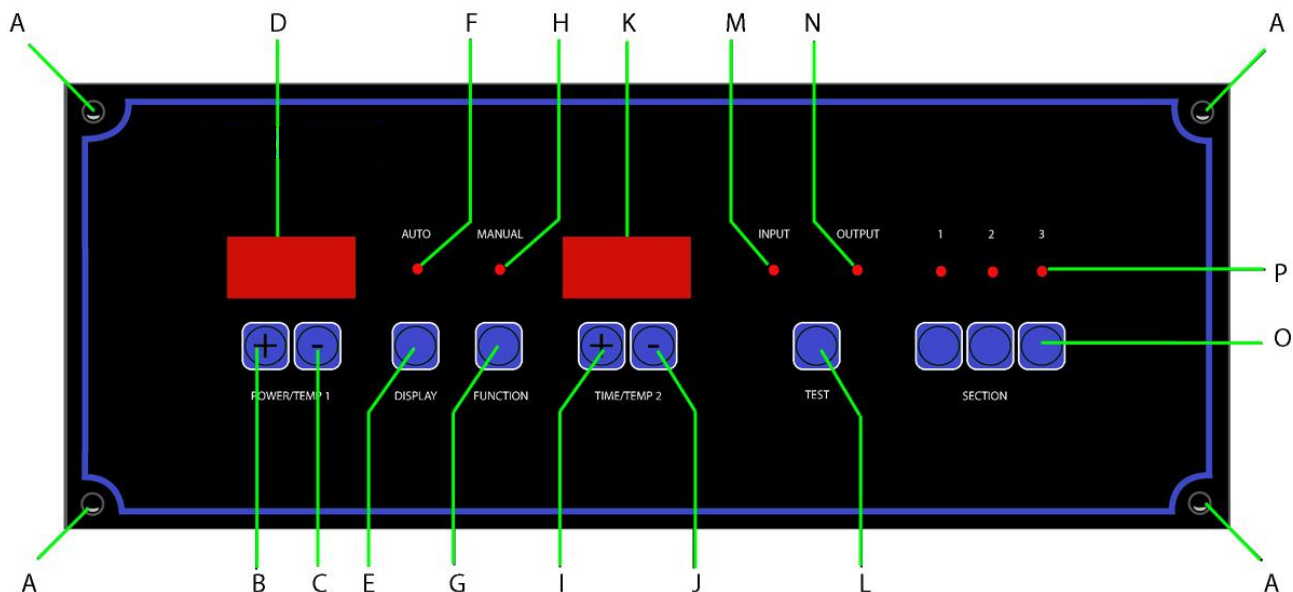 A D F H K M N A
AUTO MANUAL INPUT OUTPUT 1 2 3
P
+ - + -
O
POWER/TEMP 1 DISPLAY FUNCTION TIME/TEMP 2 TEST SECTION
A B C E G I J L A